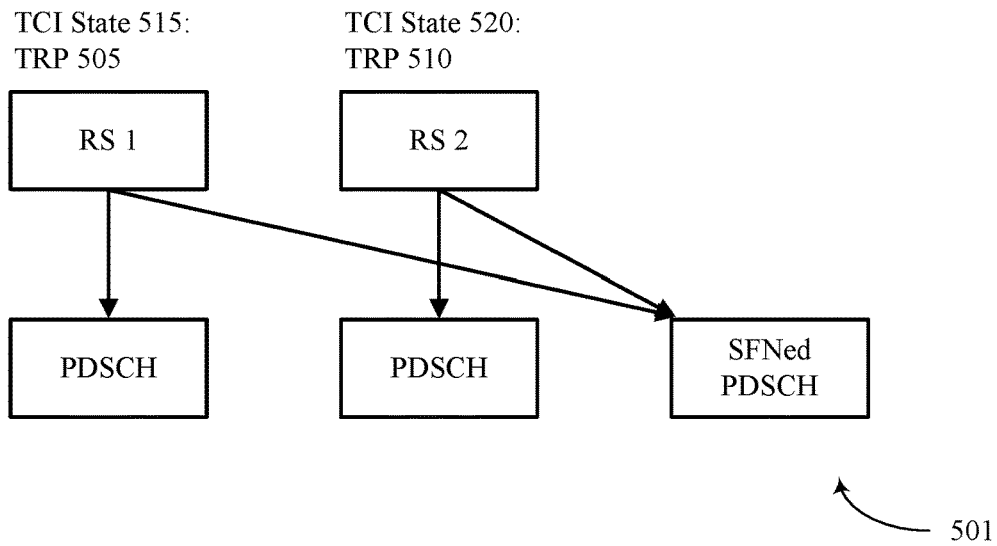 TCI State 515:
TRP 505
TCI State 520:
TRP 510
RS 1
RS 2
PDSCH
PDSCH
SFNed
PDSCH
501